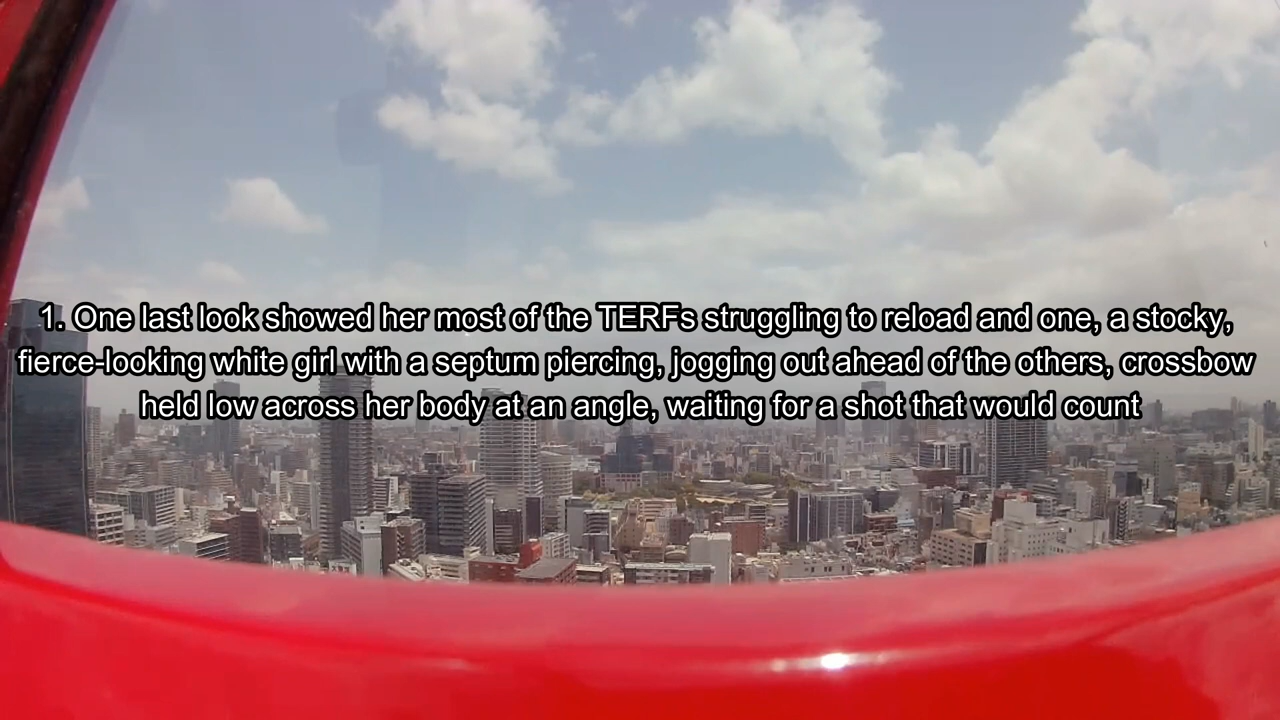 1. One last look showed her most of the TERFs struggling to reload and one, a stocky,
fierce-looking white girl with a septum piercing, jogging out ahead of the others, crossbow
held low across her body at an angle, waiting for a shot that would count